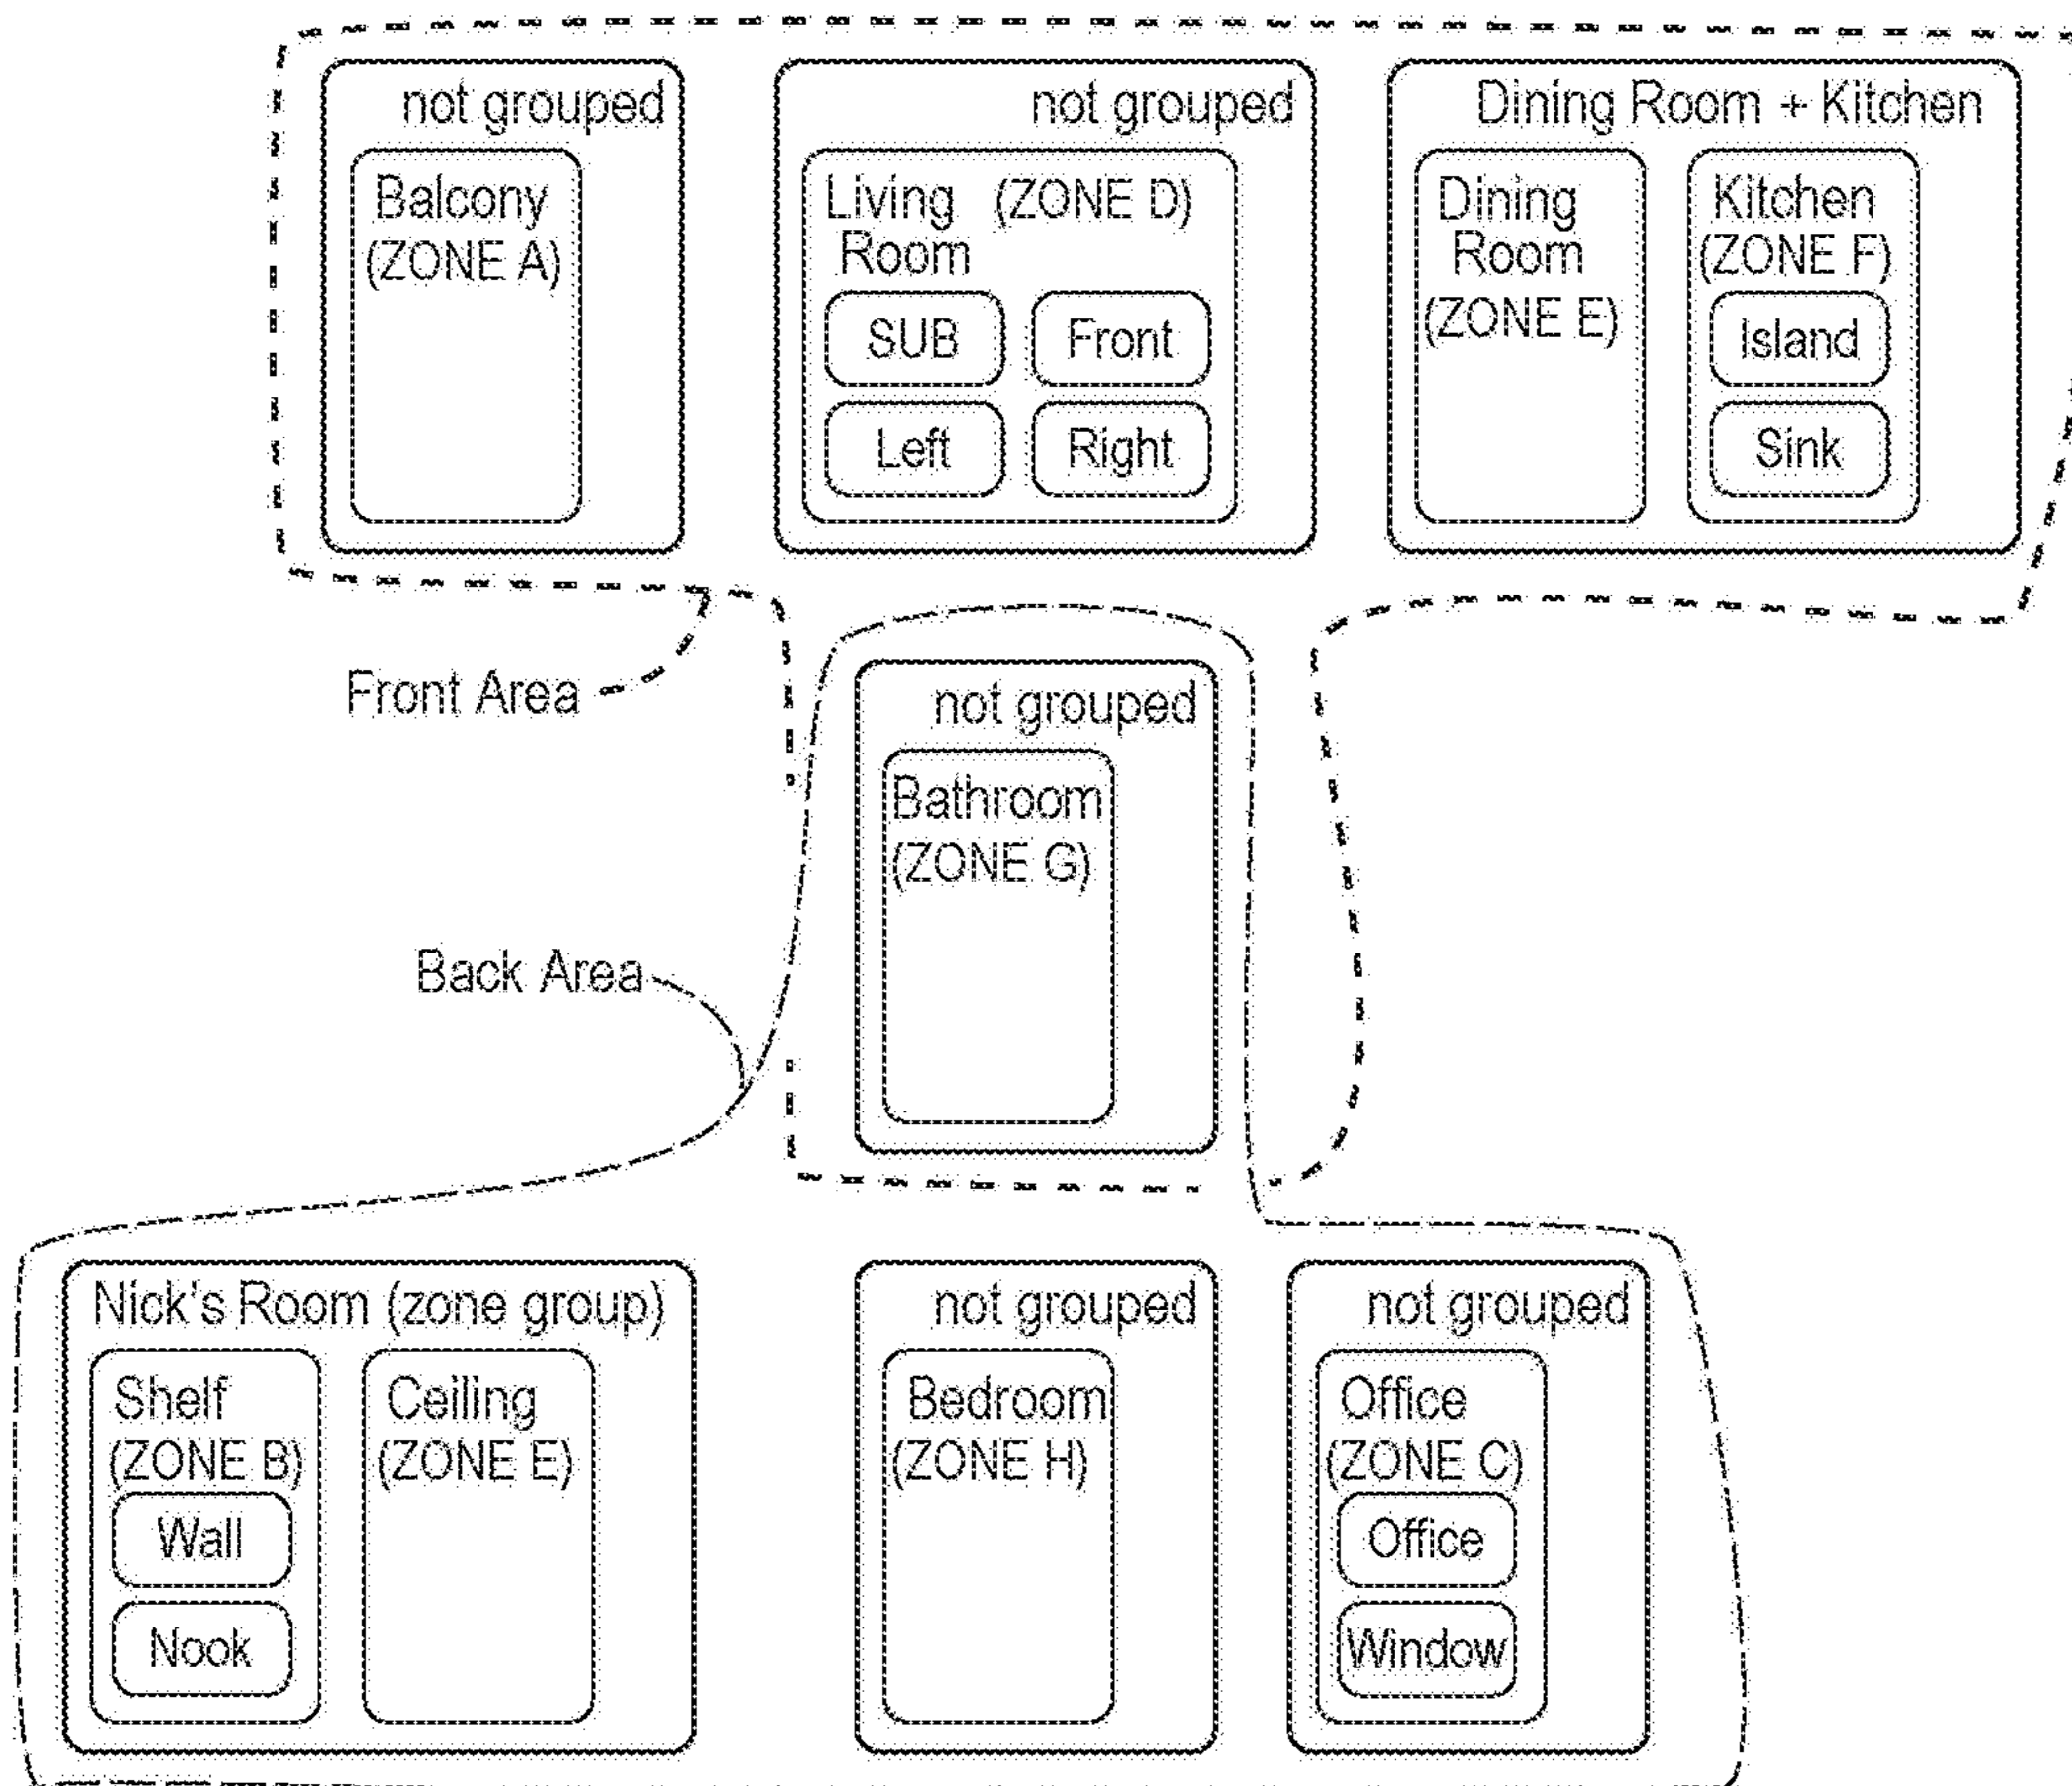 not grouped
Balcony
(ZONE A)
not grouped
Living (ZONE D)
Room
SUB
Front
Left
Right
Dining Room + Kitchen
Dining
Room
(ZONE E)
Kitchen
(ZONE F)
Island
Sink
Front Area
not grouped
Bathroom
(ZONE G)
Back Area
Nick's Room (zone group)
Shelf
(ZONE B)
Wall
Nook
Ceiling
(ZONE E)
not grouped
Bedroom
(ZONE H)
not grouped
Office
(ZONE C)
Office
Window